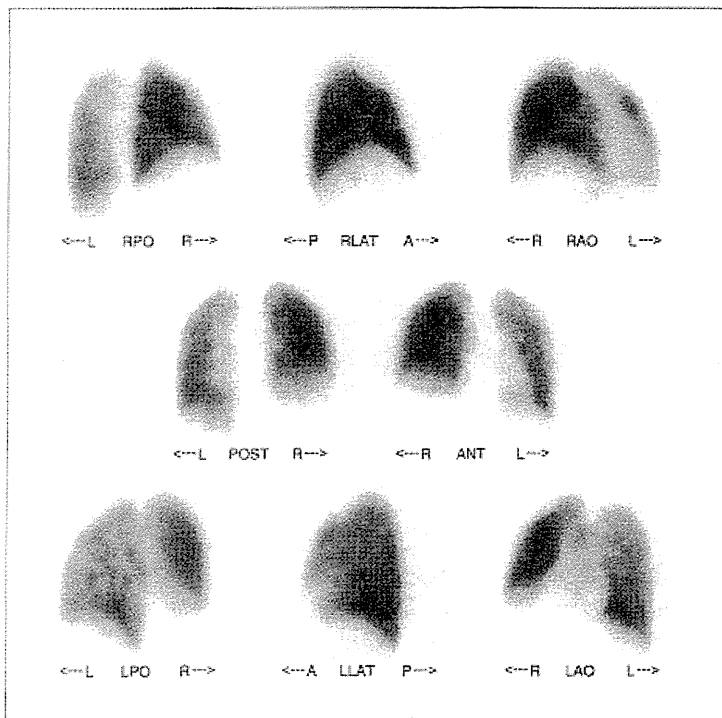 <---L RPO R---> <---P RLAT A---> <---R RAO L--->
<---L POST R---> <---R ANT L--->
<---L LPO R---> <---A LLAT P---> <---R LAO L--->